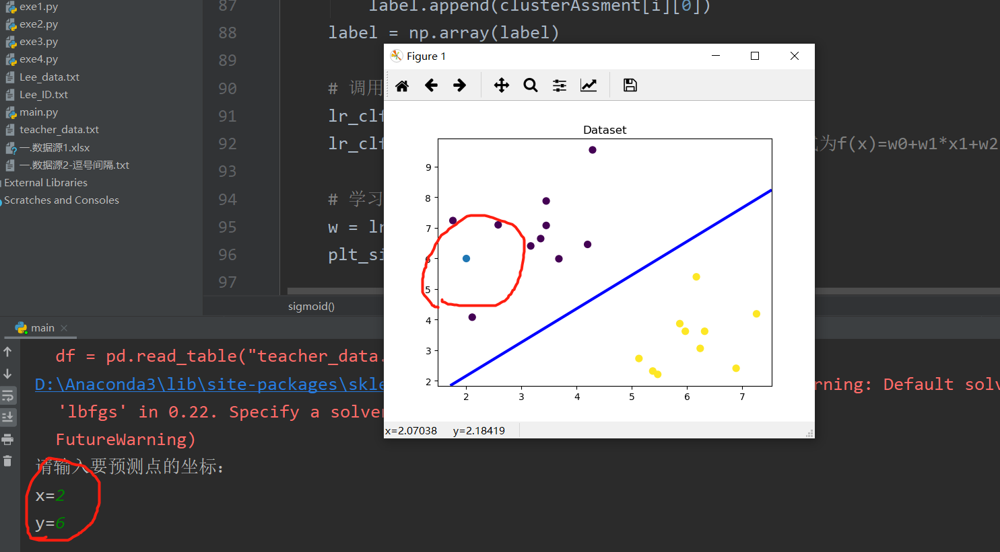 exe1.py
exe2.py
exe3.py
exe4.py
Lee_data.txt
Lee_ID.txt
main.py
teacher_data.txt
一.数据源1.xlsx
一.数据源2-逗号间隔.txt
External Libraries
Scratches and Consoles
87 label.append(clusterAssment[i][0])
88 label = np.array(label)
89
90 # 调用
91 lr_clf
92 lr_clf 为f(x)=w0+w1*x1+w2
93
94 # 学习
95 w = lr
96 plt_si
97
sigmoid()
Figure 1
Dataset
9
8
7
6
5
4
3
2
2 3 4 5 6 7
x=2.07038 y=2.18419
main
df = pd.read_table("teacher_data.
D:\Anaconda3\lib\site-packages\skle rning: Default solv
'lbfgs' in 0.22. Specify a solver
FutureWarning)
请输入要预测点的坐标:
x=2
y=6